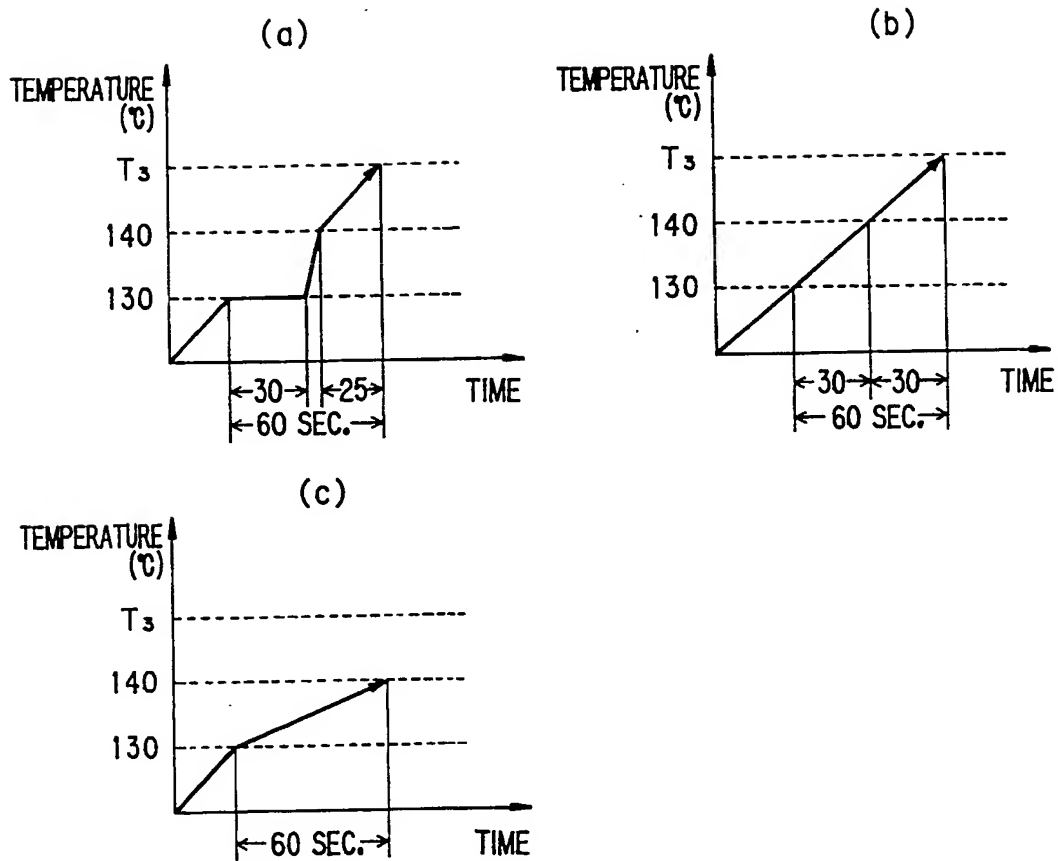 (a)
TEMPERATURE
(℃)
T₃
140
130
30
25
TIME
60 SEC.
(b)
TEMPERATURE
(℃)
T₃
140
130
30
30
TIME
60 SEC.
(c)
TEMPERATURE
(℃)
T₃
140
130
60 SEC.
TIME